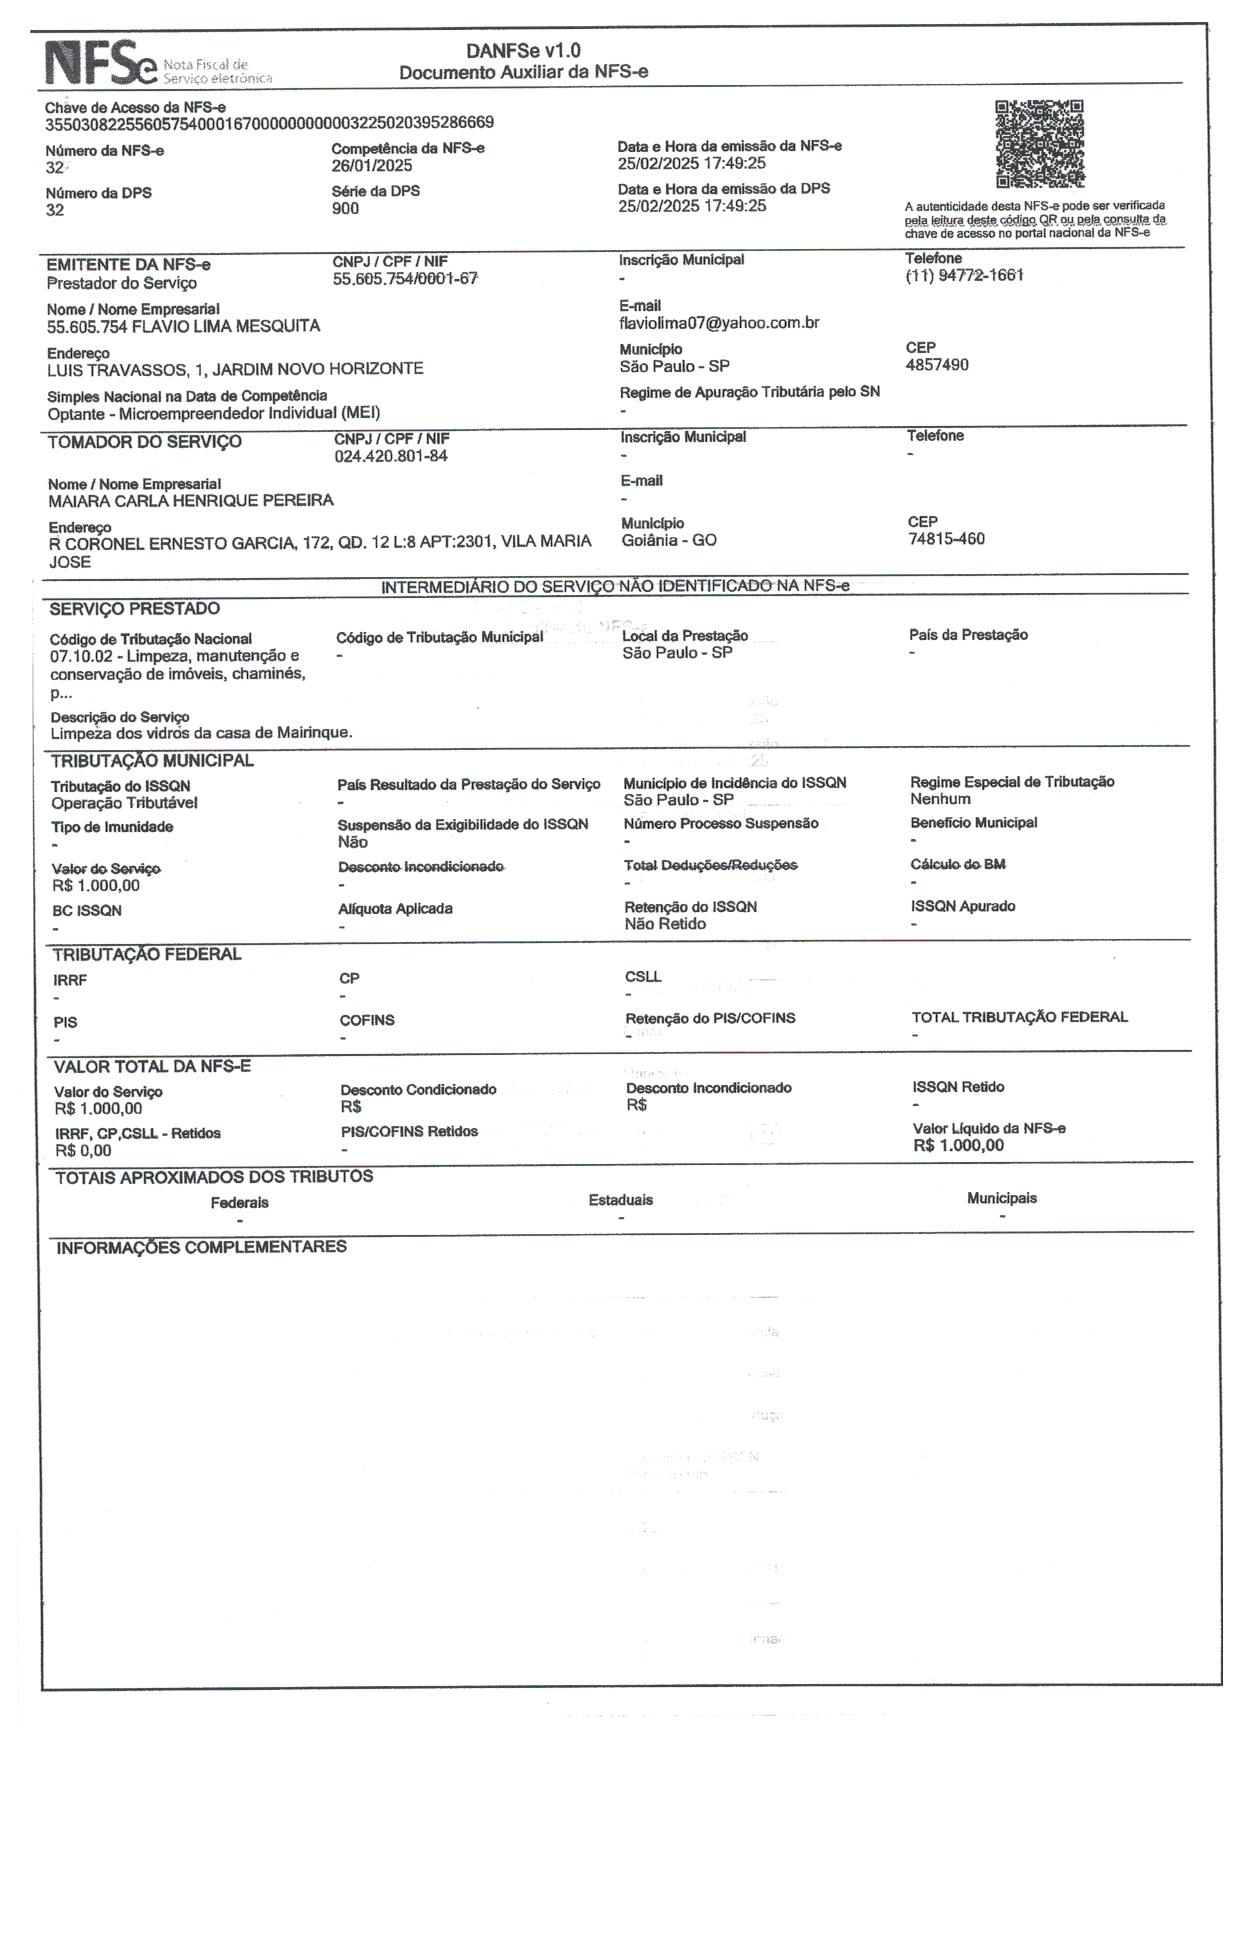 NFSe Nota Fiscal de
Serviço eletrônica
DANFSe v1.0
Documento Auxiliar da NFS-e
Chave de Acesso da NFS-e
35503082255605754000167000000000003225020395286669
Número da NFS-e
32
Competência da NFS-e
26/01/2025
Data e Hora da emissão da NFS-e
25/02/2025 17:49:25
Número da DPS
32
Série da DPS
900
Data e Hora da emissão da DPS
25/02/2025 17:49:25
A autenticidade desta NFS-e pode ser verificada
pela leitura deste código QR ou pela consulta da
chave de acesso no portal nacional da NFS-e
EMITENTE DA NFS-e
Prestador do Serviço
CNPJ / CPF / NIF
55.605.754/0001-67
Inscrição Municipal
-
Telefone
(11) 94772-1661
Nome / Nome Empresarial
55.605.754 FLAVIO LIMA MESQUITA
E-mail
flaviolima07@yahoo.com.br
Endereço
LUIS TRAVASSOS, 1, JARDIM NOVO HORIZONTE
Município
São Paulo - SP
CEP
4857490
Simples Nacional na Data de Competência
Optante - Microempreendedor Individual (MEI)
Regime de Apuração Tributária pelo SN
-
TOMADOR DO SERVIÇO
CNPJ / CPF / NIF
024.420.801-84
Inscrição Municipal
-
Telefone
-
Nome / Nome Empresarial
MAIARA CARLA HENRIQUE PEREIRA
E-mail
-
Endereço
R CORONEL ERNESTO GARCIA, 172, QD. 12 L:8 APT:2301, VILA MARIA
JOSE
Município
Goiânia - GO
CEP
74815-460
INTERMEDIÁRIO DO SERVIÇO NÃO IDENTIFICADO NA NFS-e
SERVIÇO PRESTADO
Código de Tributação Nacional
07.10.02 - Limpeza, manutenção e
conservação de imóveis, chaminés,
p...
Código de Tributação Municipal
-
Local da Prestação
São Paulo - SP
País da Prestação
-
Descrição do Serviço
Limpeza dos vidros da casa de Mairinque.
TRIBUTAÇÃO MUNICIPAL
Tributação do ISSQN
Operação Tributável
País Resultado da Prestação do Serviço
-
Município de Incidência do ISSQN
São Paulo - SP
Regime Especial de Tributação
Nenhum
Tipo de Imunidade
-
Suspensão da Exigibilidade do ISSQN
Não
Número Processo Suspensão
-
Benefício Municipal
-
Valor do Serviço
R$ 1.000,00
Desconto Incondicionado
-
Total Deduções/Reduções
-
Cálculo do BM
-
BC ISSQN
-
Alíquota Aplicada
-
Retenção do ISSQN
Não Retido
ISSQN Apurado
-
TRIBUTAÇÃO FEDERAL
IRRF
-
CP
-
CSLL
-
PIS
-
COFINS
-
Retenção do PIS/COFINS
-
TOTAL TRIBUTAÇÃO FEDERAL
-
VALOR TOTAL DA NFS-E
Valor do Serviço
R$ 1.000,00
Desconto Condicionado
R$
Desconto Incondicionado
R$
ISSQN Retido
-
IRRF, CP,CSLL - Retidos
R$ 0,00
PIS/COFINS Retidos
-
Valor Líquido da NFS-e
R$ 1.000,00
TOTAIS APROXIMADOS DOS TRIBUTOS
Federais
-
Estaduais
-
Municipais
-
INFORMAÇÕES COMPLEMENTARES